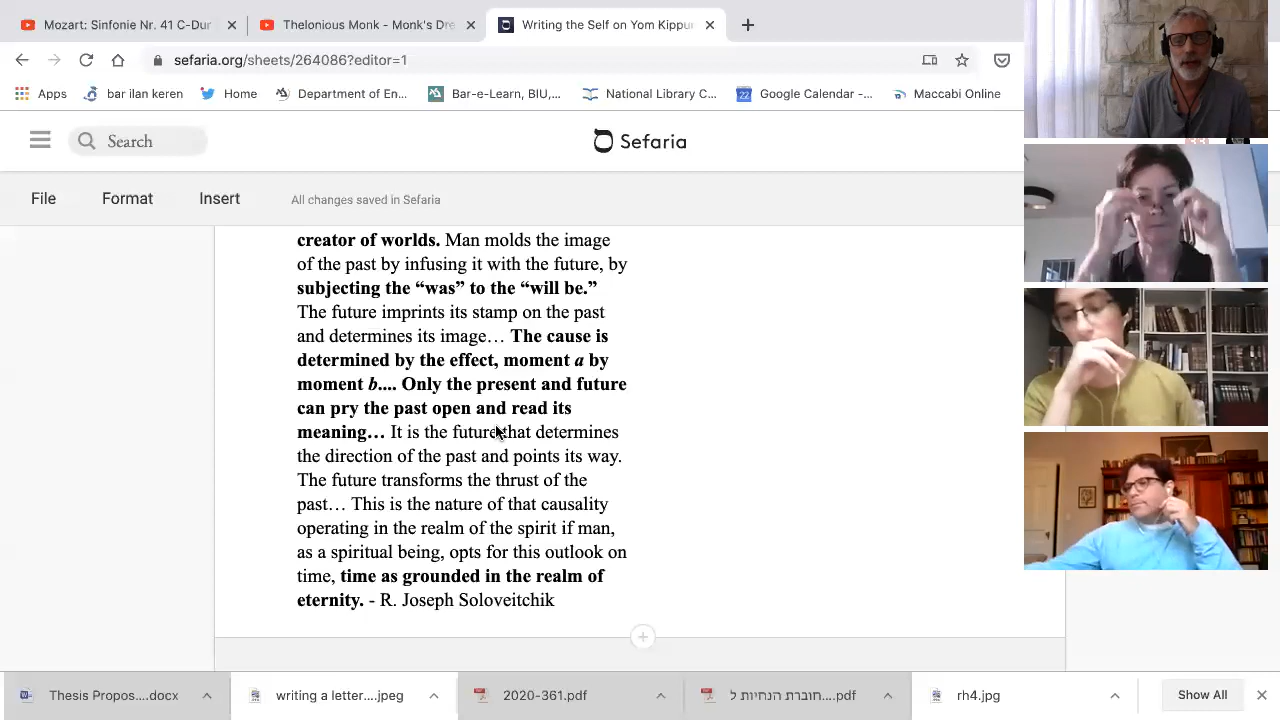 Mozart: Sinfonie Nr. 41 C-Dur
Thelonious Monk - Monk's Dre
Writing the Self on Yom Kippur
sefaria.org/sheets/264086?editor=1
Apps
bar ilan keren
Home
Department of En...
Bar-e-Learn, BIU,...
National Library C...
22
Google Calendar -...
Maccabi Online
Search
Sefaria
File
Format
Insert
All changes saved in Sefaria
creator of worlds. Man molds the image
of the past by infusing it with the future, by
subjecting the “was” to the “will be.”
The future imprints its stamp on the past
and determines its image… The cause is
determined by the effect, moment a by
moment b.... Only the present and future
can pry the past open and read its
meaning… It is the future that determines
the direction of the past and points its way.
The future transforms the thrust of the
past… This is the nature of that causality
operating in the realm of the spirit if man,
as a spiritual being, opts for this outlook on
time, time as grounded in the realm of
eternity. - R. Joseph Soloveitchik
Thesis Propos....docx
writing a letter....jpeg
2020-361.pdf
חוברת הנחיות ל....pdf
rh4.jpg
Show All